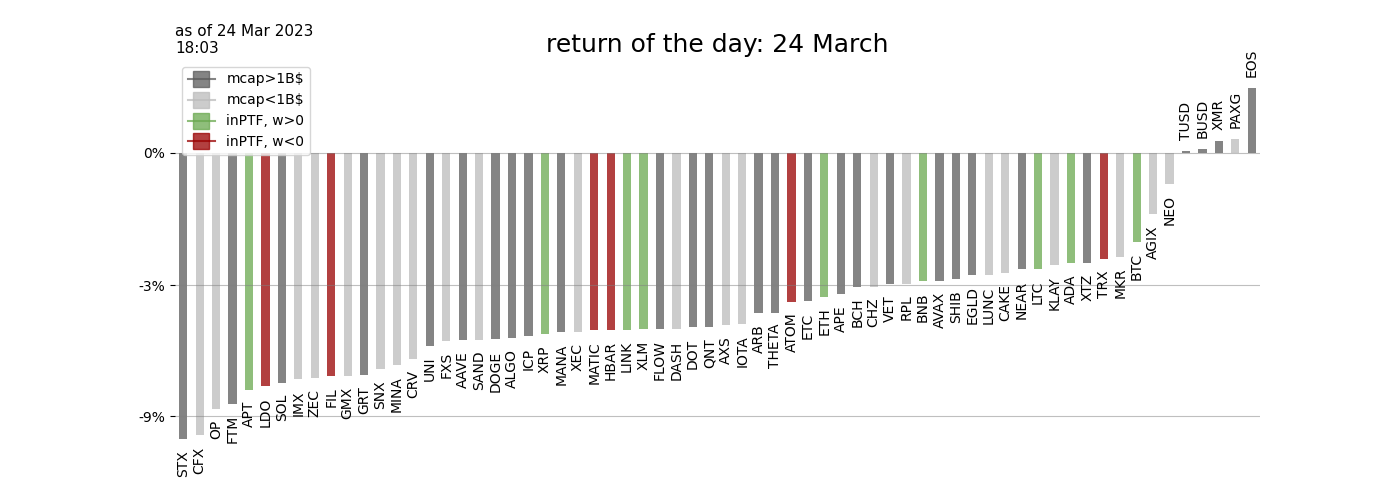 as of 24 Mar 2023
18:03
return of the day: 24 March
mcap>1B$
mcap<1B$
inPTF, w>0
inPTF, w<0
0%
-3%
-9%
STX
CFX
OP
FTM
APT
LDO
SOL
IMX
ZEC
FIL
GMX
GRT
SNX
MINA
CRV
UNI
FXS
AAVE
SAND
DOGE
ALGO
ICP
XRP
MANA
XEC
MATIC
HBAR
LINK
XLM
FLOW
DASH
DOT
QNT
AXS
IOTA
ARB
THETA
ATOM
ETC
ETH
APE
BCH
CHZ
VET
RPL
BNB
AVAX
SHIB
EGLD
LUNC
CAKE
NEAR
LTC
KLAY
ADA
XTZ
TRX
MKR
BTC
AGIX
NEO
TUSD
BUSD
XMR
PAXG
EOS